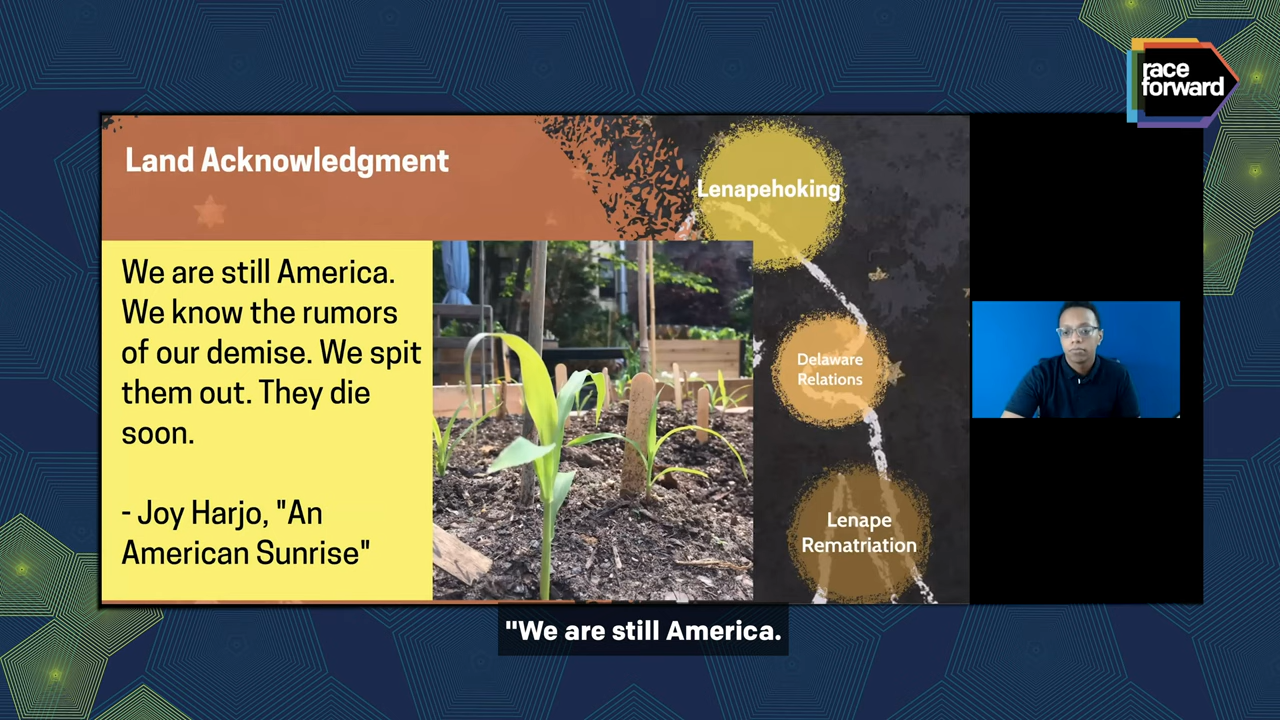 race
forward
Land Acknowledgment
Lenapehoking
We are still America.
We know the rumors
of our demise. We spit
them out. They die
soon.
- Joy Harjo, "An
American Sunrise"
Delaware
Relations
Lenape
Rematriation
"We are still America.